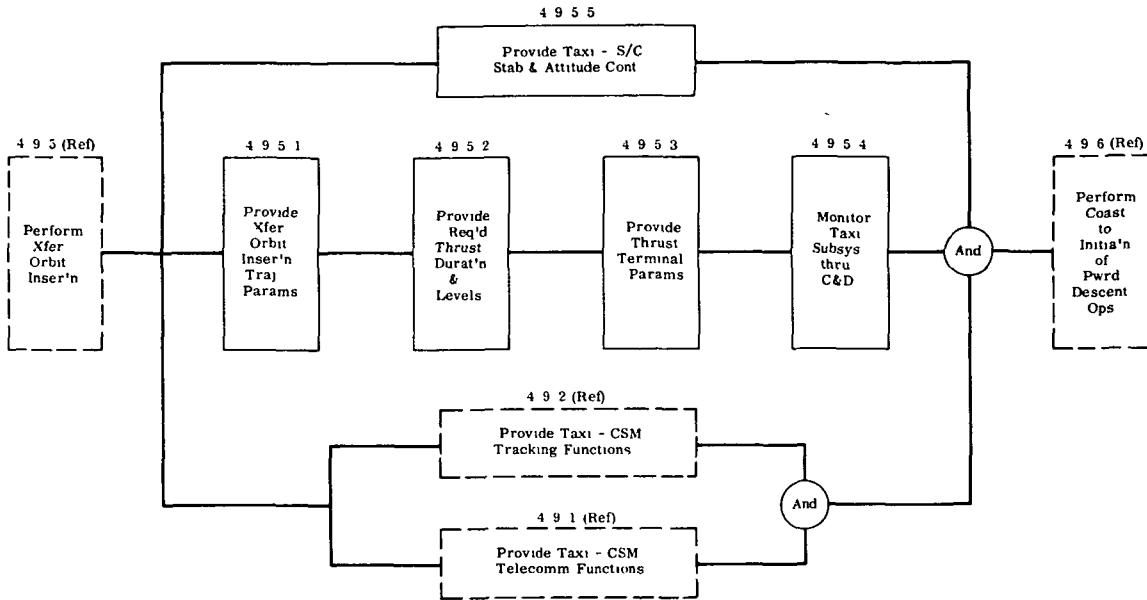 4 9 5 5
Provide Taxi - S/C
Stab & Attitude Cont
4 9 5 (Ref)
Perform
Xfer
Orbit
Inser'n
4 9 5 1
Provide
Xfer
Orbit
Inser'n
Traj
Params
4 9 5 2
Provide
Req'd
Thrust
Durat'n
&
Levels
4 9 5 3
Provide
Thrust
Terminal
Params
4 9 5 4
Monitor
Taxi
Subsys
thru
C&D
And
4 9 6 (Ref)
Perform
Coast
to
Initia'n
of
Pwrd
Descent
Ops
4 9 2 (Ref)
Provide Taxi - CSM
Tracking Functions
And
4 9 1 (Ref)
Provide Taxi - CSM
Telecomm Functions